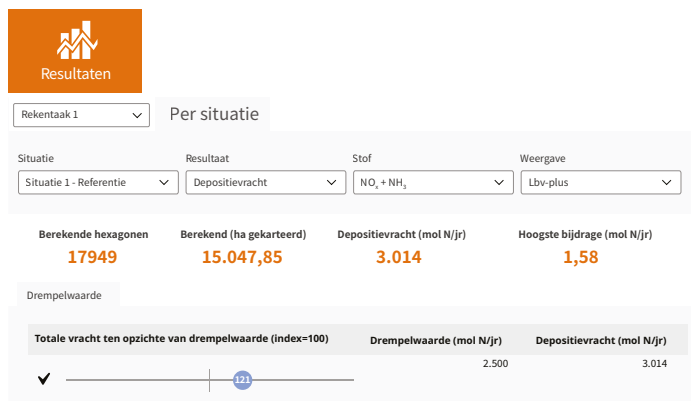 Resultaten
Rekentaak 1
Per situatie
Situatie Resultaat Stof Weergave
Situatie 1 - Referentie Depositievracht NOx + NH3 Lbv-plus
Berekende hexagonen Berekend (ha gekarteerd) Depositievracht (mol N/jr) Hoogste bijdrage (mol N/jr)
17949 15.047,85 3.014 1,58
Drempelwaarde
Totale vracht ten opzichte van drempelwaarde (index=100) Drempelwaarde (mol N/jr) Depositievracht (mol N/jr)
2.500 3.014
121